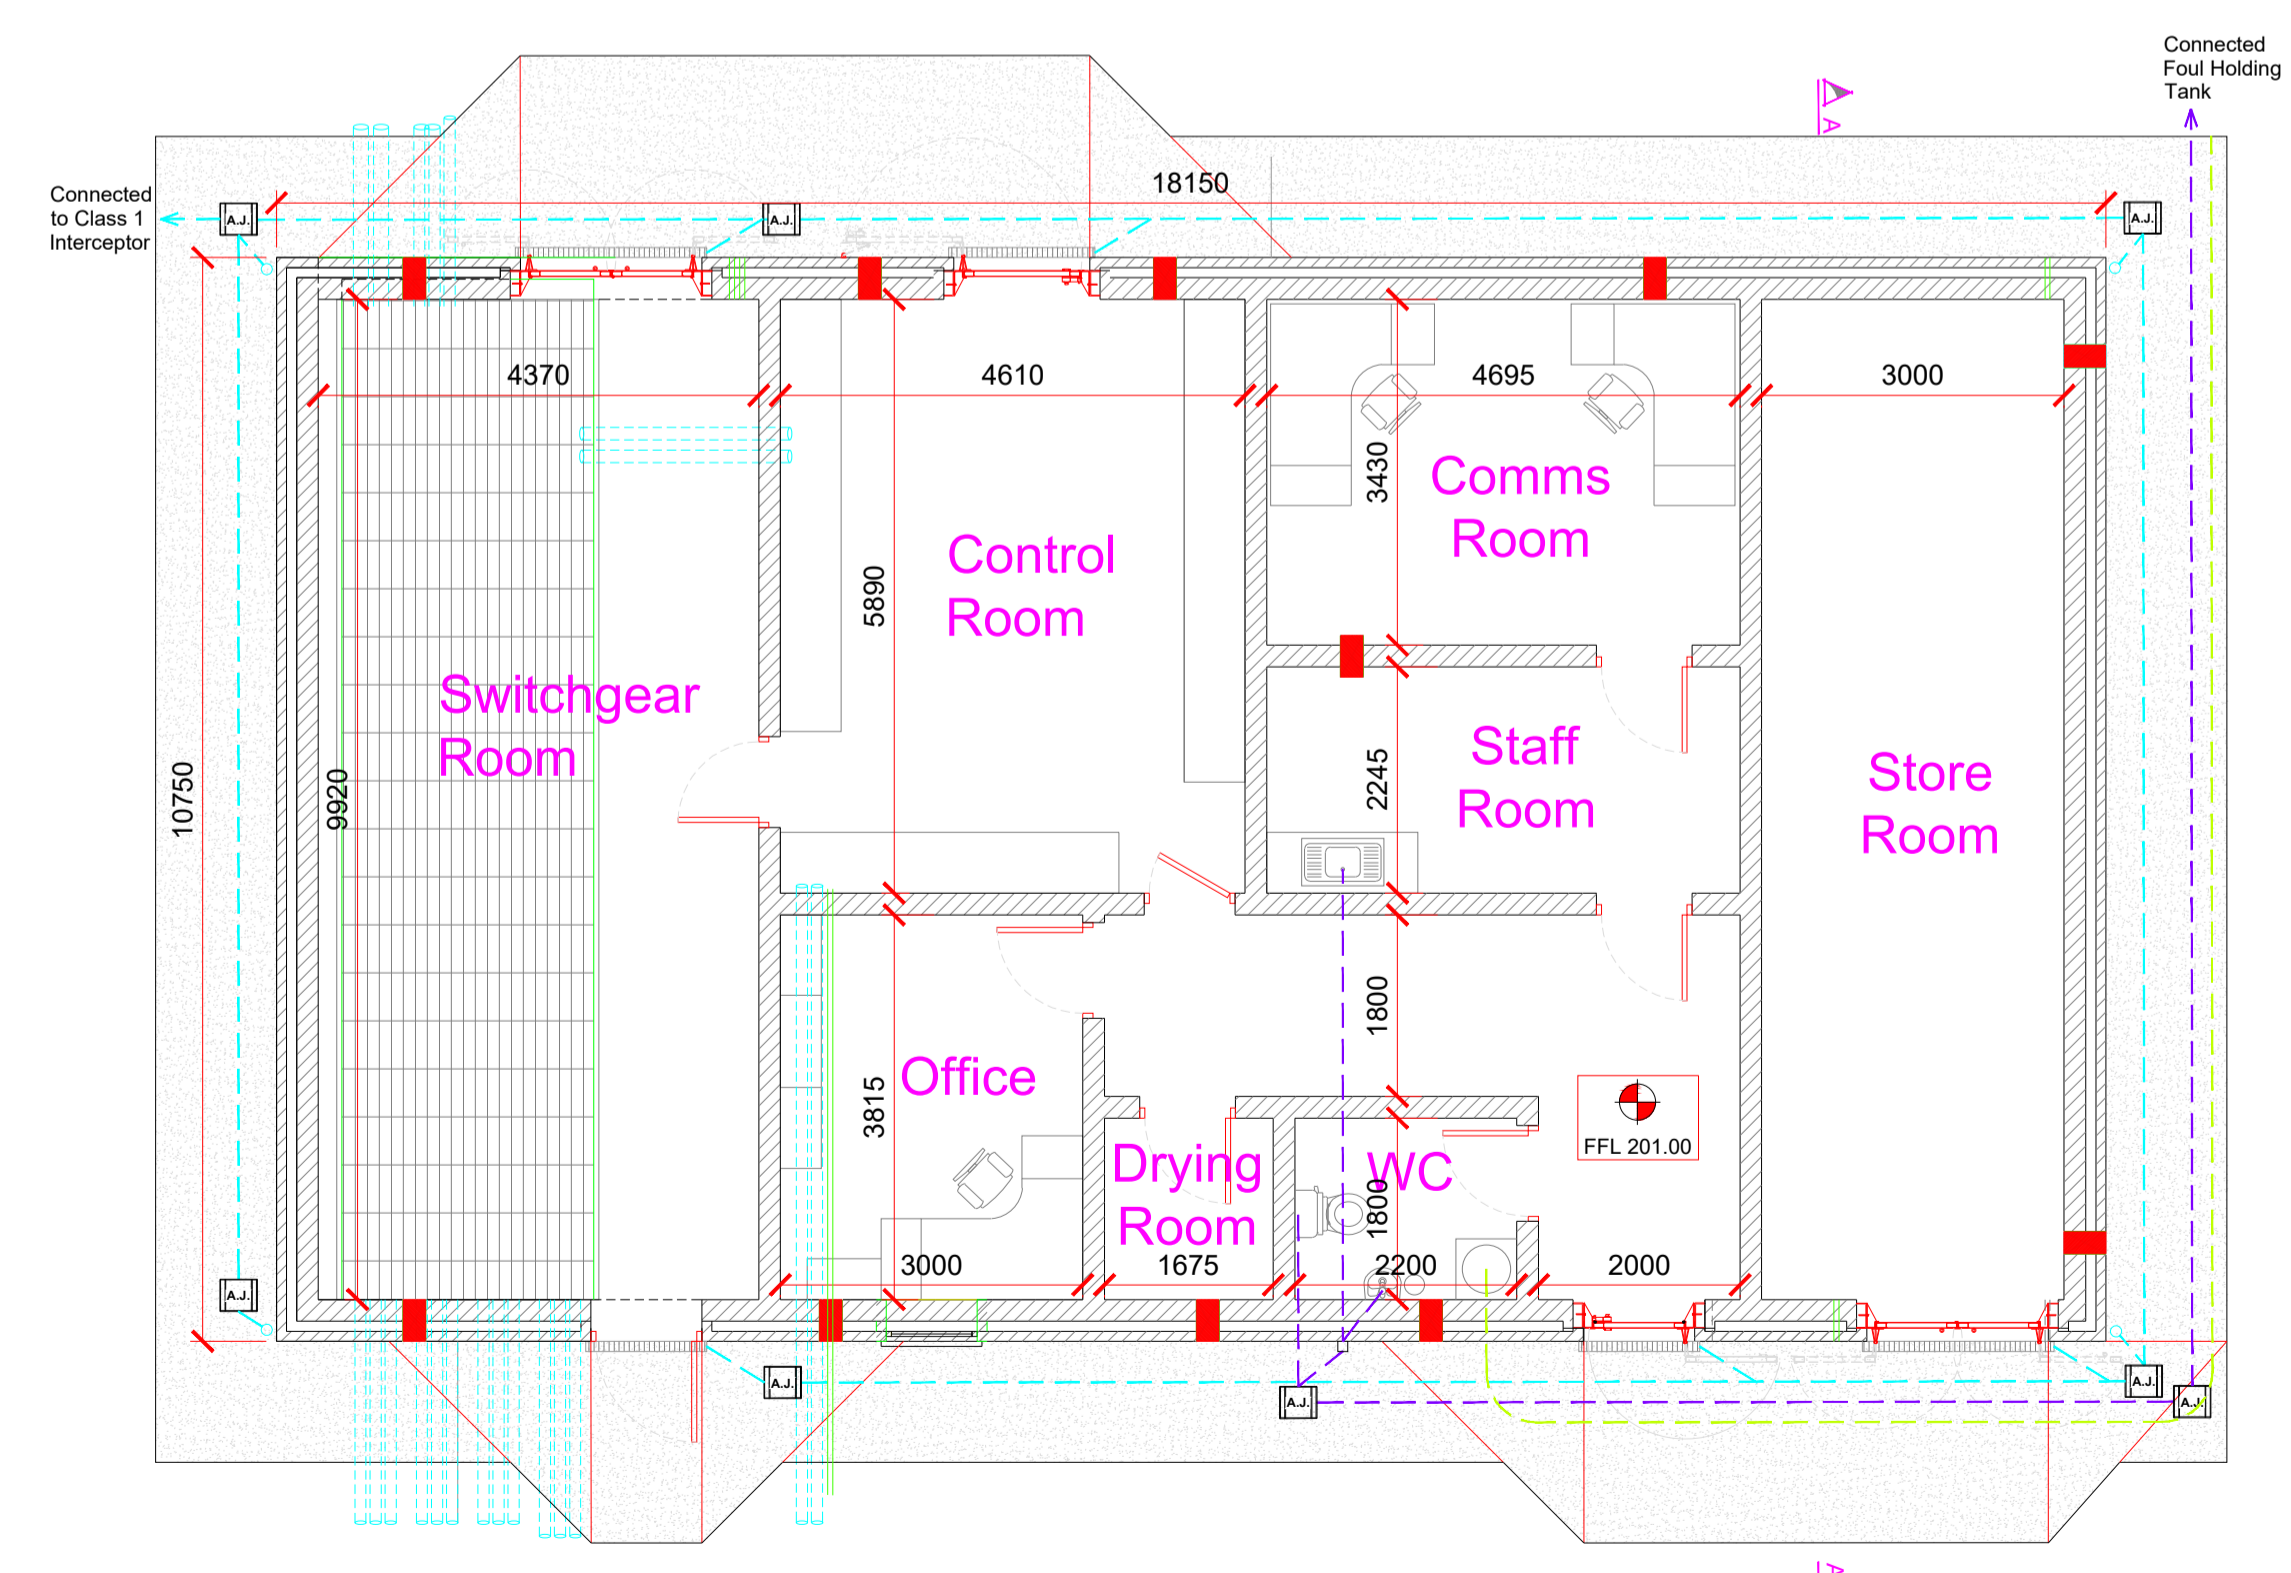 Connected
Foul Holding
Tank
A
18150
Connected
to Class 1
Interceptor
A.J.
A.J.
A.J.
4370
4610
4695
3000
3430
Comms
Room
Control
Room
5890
Switchgear
Room
9920
10750
Staff
Room
2245
Store
Room
1800
Office
3815
FFL 201.00
Drying
Room
WC
1800
3000
1675
2200
2000
A.J.
A.J.
A.J.
A.J.
A.J.
A